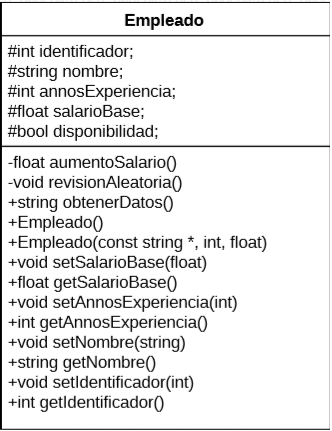 Empleado
#int identificador;
#string nombre;
#int annosExperiencia;
#float salarioBase;
#bool disponibilidad;
-float aumentoSalario()
-void revisionAleatoria()
+string obtenerDatos()
+Empleado()
+Empleado(const string *, int, float)
+void setSalarioBase(float)
+float getSalarioBase()
+void setAnnosExperiencia(int)
+int getAnnosExperiencia()
+void setNombre(string)
+string getNombre()
+void setIdentificador(int)
+int getIdentificador()